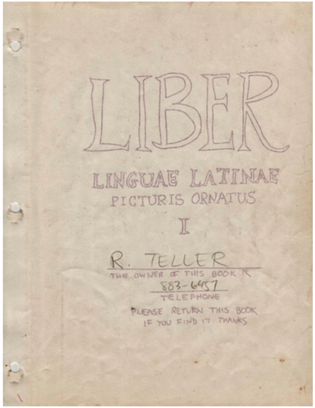 LIBER
LINGUAE LATINAE
PICTURIS ORNATUS
I
R. TELLER
THE OWNER OF THIS BOOK
883-6457
TELEPHONE
PLEASE RETURN THIS BOOK
IF YOU FIND IT. THANKS